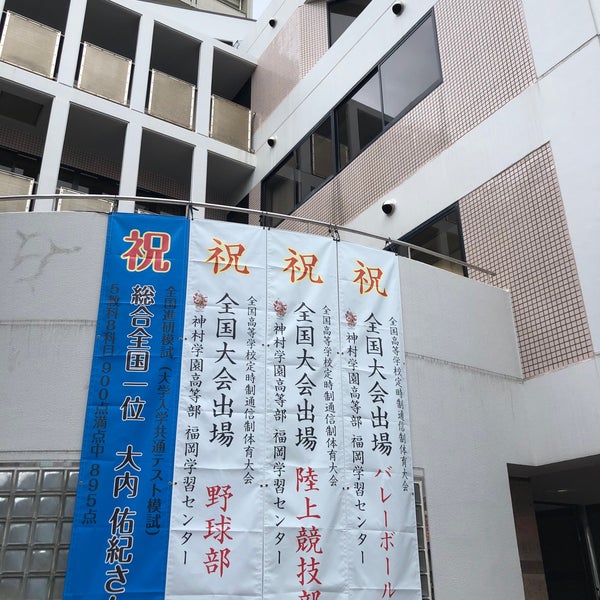 祝
全国高等学校定時制通信制体育大会
全国大会出場 バレーボール
神村学園高等部 福岡学習センター
祝
全国高等学校定時制通信制体育大会
全国大会出場 陸上競技部
神村学園高等部 福岡学習センター
祝
全国高等学校定時制通信制体育大会
全国大会出場 野球部
神村学園高等部 福岡学習センター
祝
全国進研模試(大学入学共通テスト模試)
総合全国一位 大内 佑紀さん
5教科8科目900点満点中895点